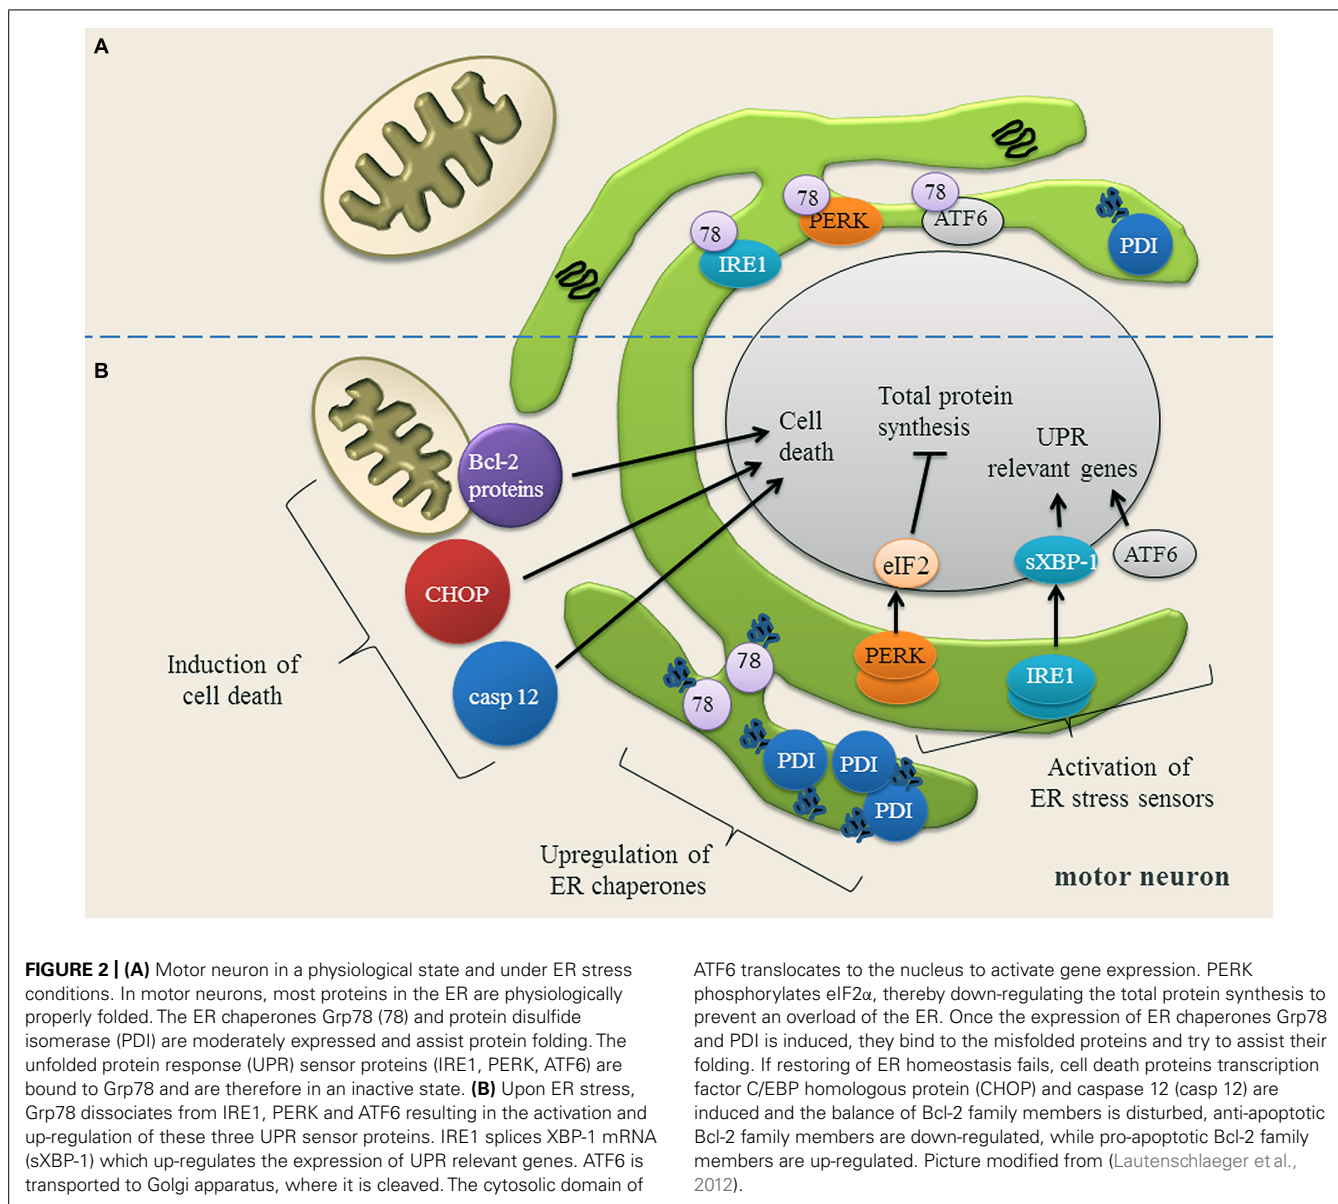 A
78
78
78
PERK
ATF6
IRE1
PDI
B
Total protein
synthesis
Cell
death
UPR
relevant genes
Bcl-2
proteins
eIF2
sXBP-1
ATF6
CHOP
Induction of
cell death
casp 12
78
78
PERK
IRE1
PDI
PDI
PDI
Activation of
ER stress sensors
Upregulation of
ER chaperones
motor neuron
FIGURE 2 | (A) Motor neuron in a physiological state and under ER stress
conditions. In motor neurons, most proteins in the ER are physiologically
properly folded. The ER chaperones Grp78 (78) and protein disulfide
isomerase (PDI) are moderately expressed and assist protein folding. The
unfolded protein response (UPR) sensor proteins (IRE1, PERK, ATF6) are
bound to Grp78 and are therefore in an inactive state. (B) Upon ER stress,
Grp78 dissociates from IRE1, PERK and ATF6 resulting in the activation and
up-regulation of these three UPR sensor proteins. IRE1 splices XBP-1 mRNA
(sXBP-1) which up-regulates the expression of UPR relevant genes. ATF6 is
transported to Golgi apparatus, where it is cleaved. The cytosolic domain of
ATF6 translocates to the nucleus to activate gene expression. PERK
phosphorylates eIF2α, thereby down-regulating the total protein synthesis to
prevent an overload of the ER. Once the expression of ER chaperones Grp78
and PDI is induced, they bind to the misfolded proteins and try to assist their
folding. If restoring of ER homeostasis fails, cell death proteins transcription
factor C/EBP homologous protein (CHOP) and caspase 12 (casp 12) are
induced and the balance of Bcl-2 family members is disturbed, anti-apoptotic
Bcl-2 family members are down-regulated, while pro-apoptotic Bcl-2 family
members are up-regulated. Picture modified from (Lautenschlaeger et al.,
2012).